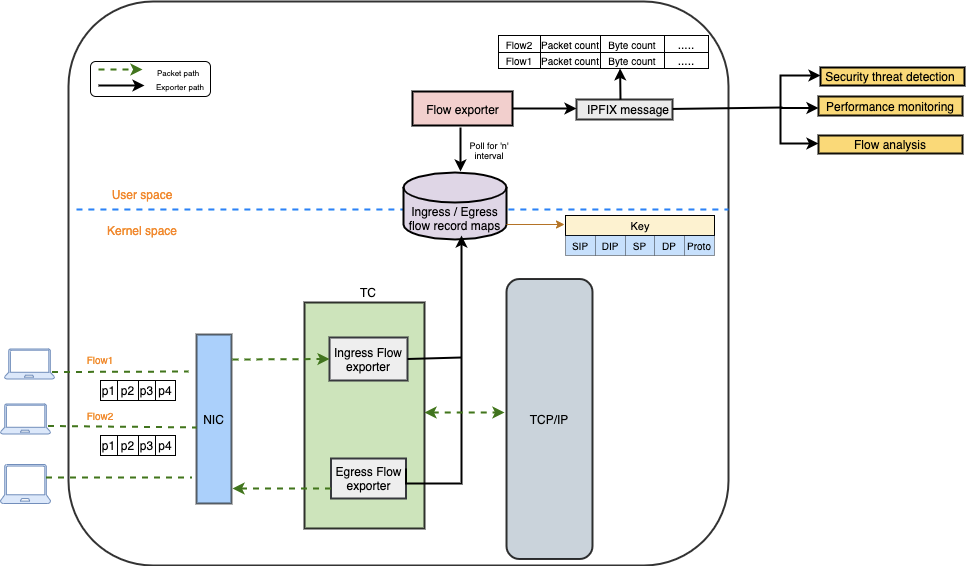 Flow2 Packet count Byte count .....
Flow1 Packet count Byte count .....
Packet path
Exporter path
Flow exporter
IPFIX message
Security threat detection
Performance monitoring
Flow analysis
Poll for 'n'
interval
User space
Kernel space
Ingress / Egress
flow record maps
Key
SIP DIP SP DP Proto
TC
Ingress Flow
exporter
Flow1
p1 p2 p3 p4
Flow2
p1 p2 p3 p4
NIC
TCP/IP
Egress Flow
exporter